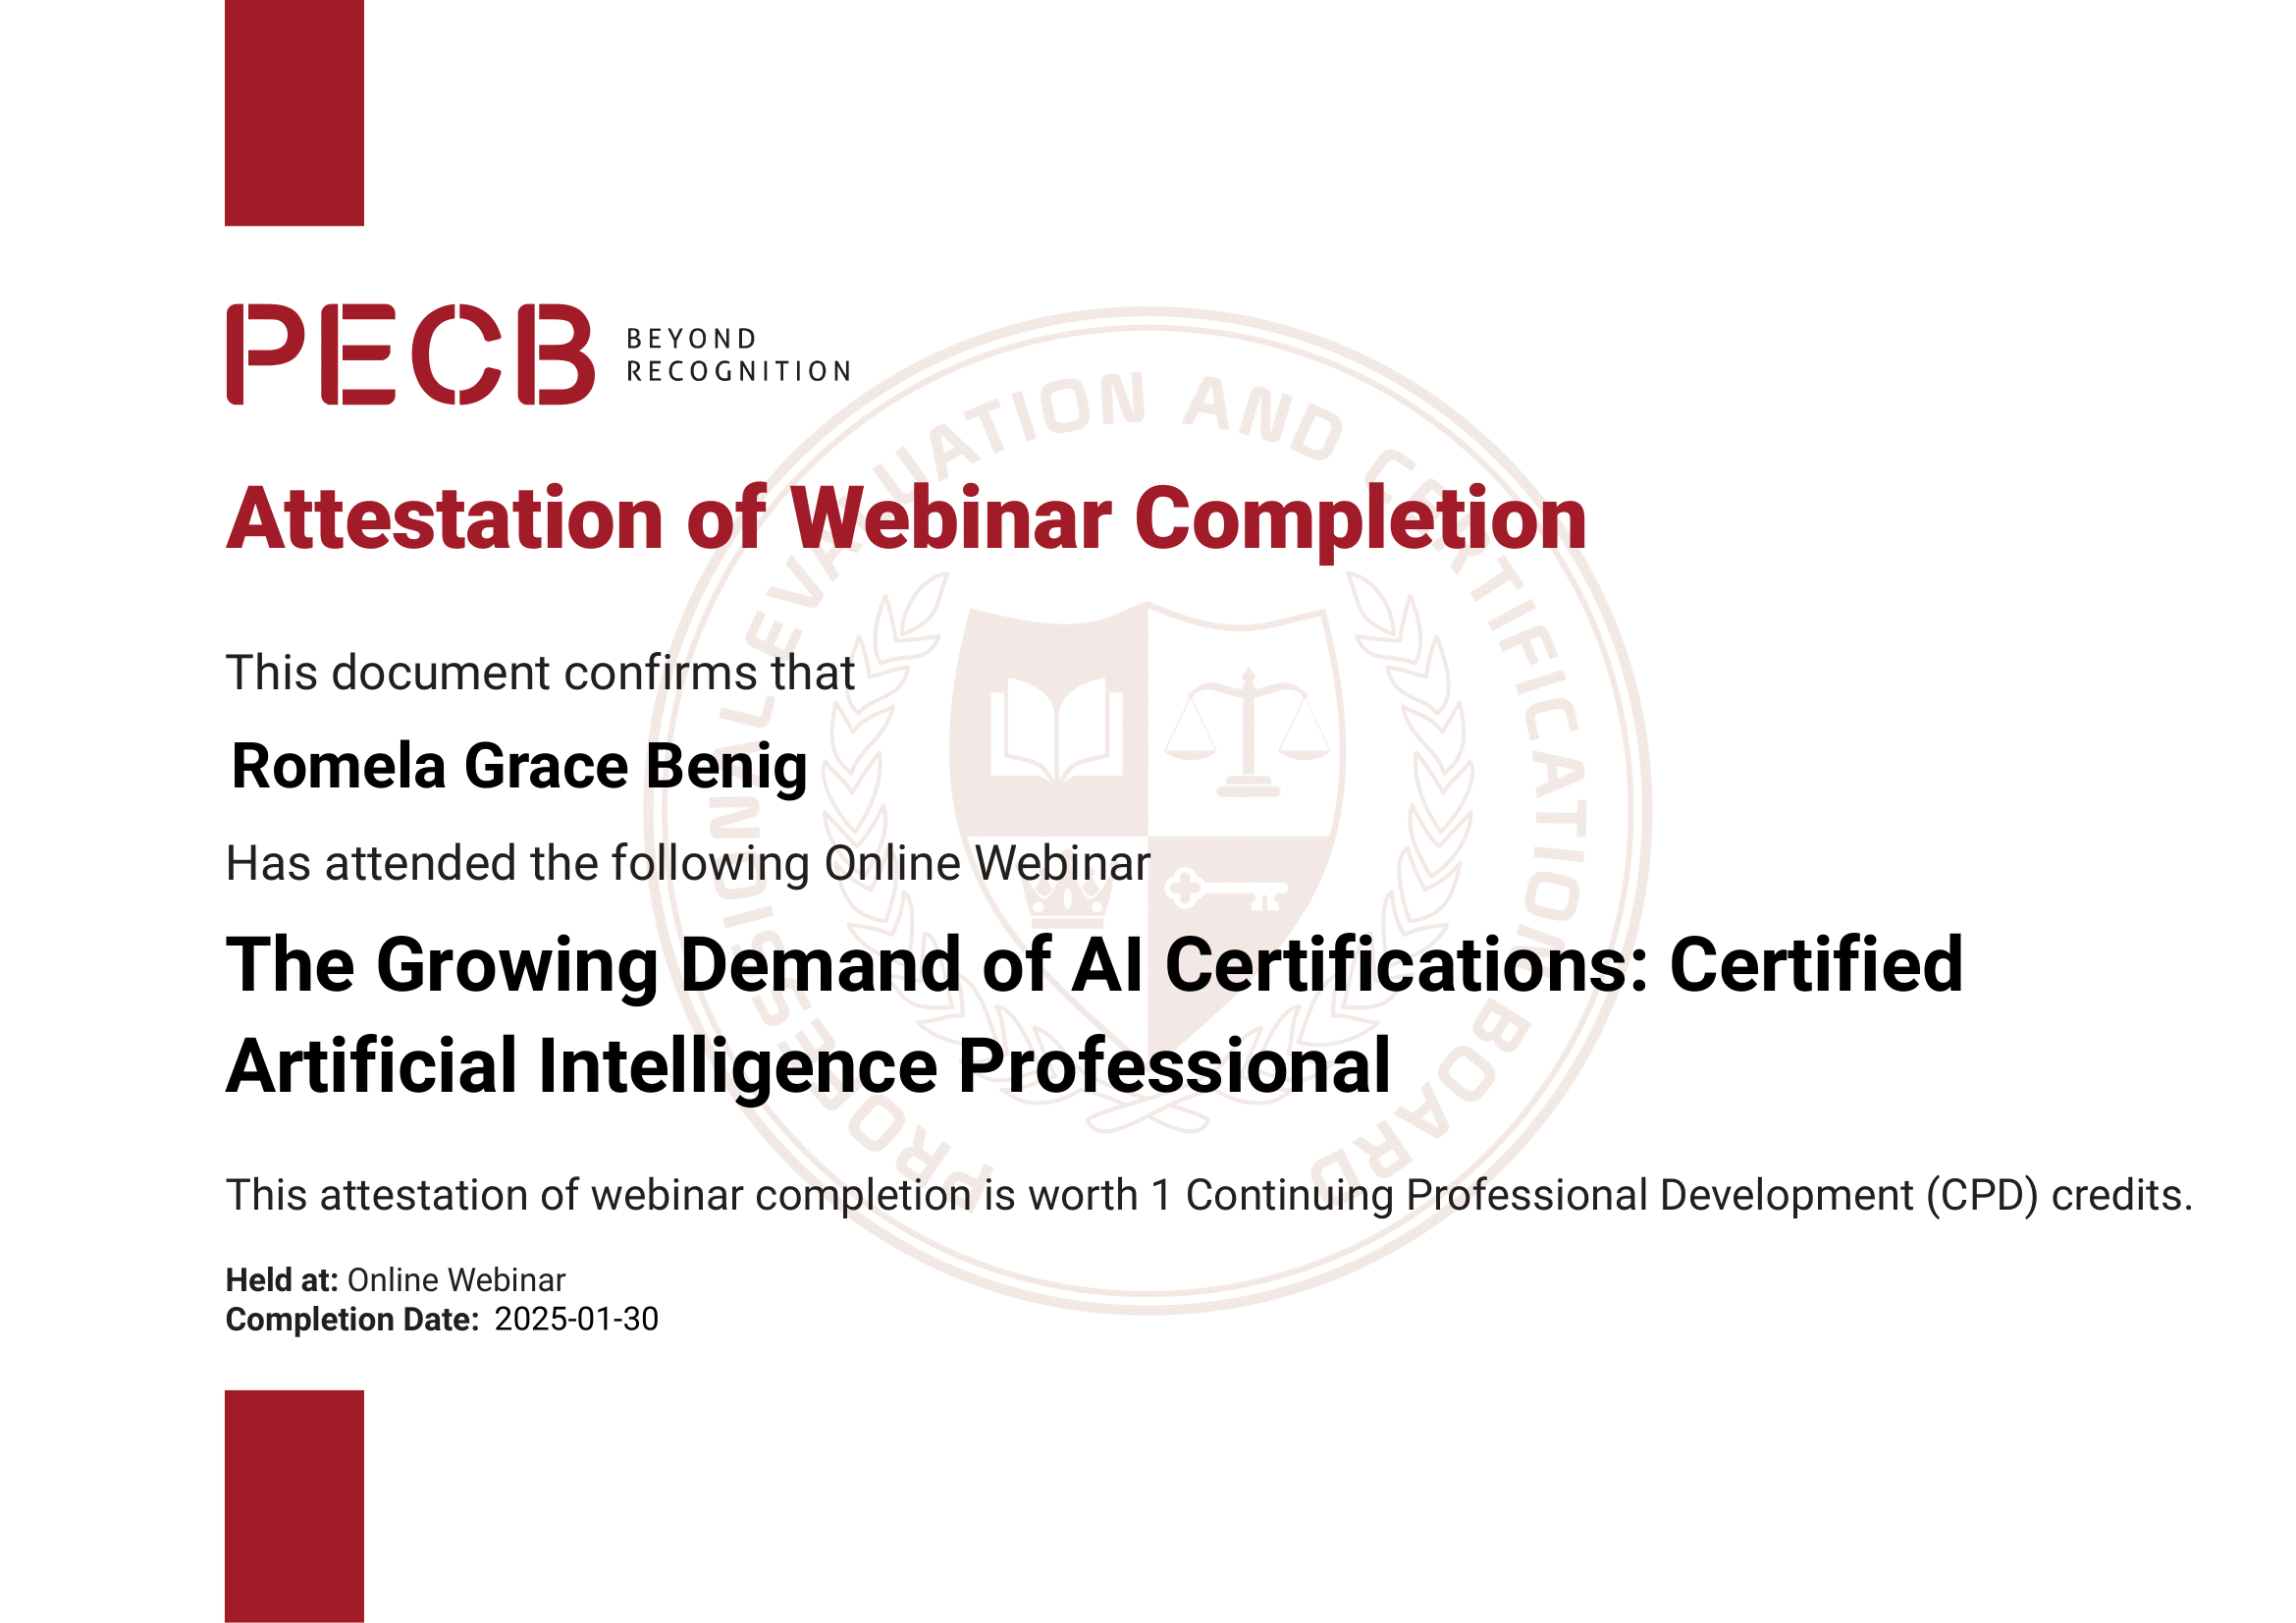 PECB BEYOND
RECOGNITION
PROFESSIONAL EVALUATION AND CERTIFICATION BOARD
Attestation of Webinar Completion
This document confirms that
Romela Grace Benig
Has attended the following Online Webinar
The Growing Demand of AI Certifications: Certified
Artificial Intelligence Professional
This attestation of webinar completion is worth 1 Continuing Professional Development (CPD) credits.
Held at: Online Webinar
Completion Date: 2025-01-30